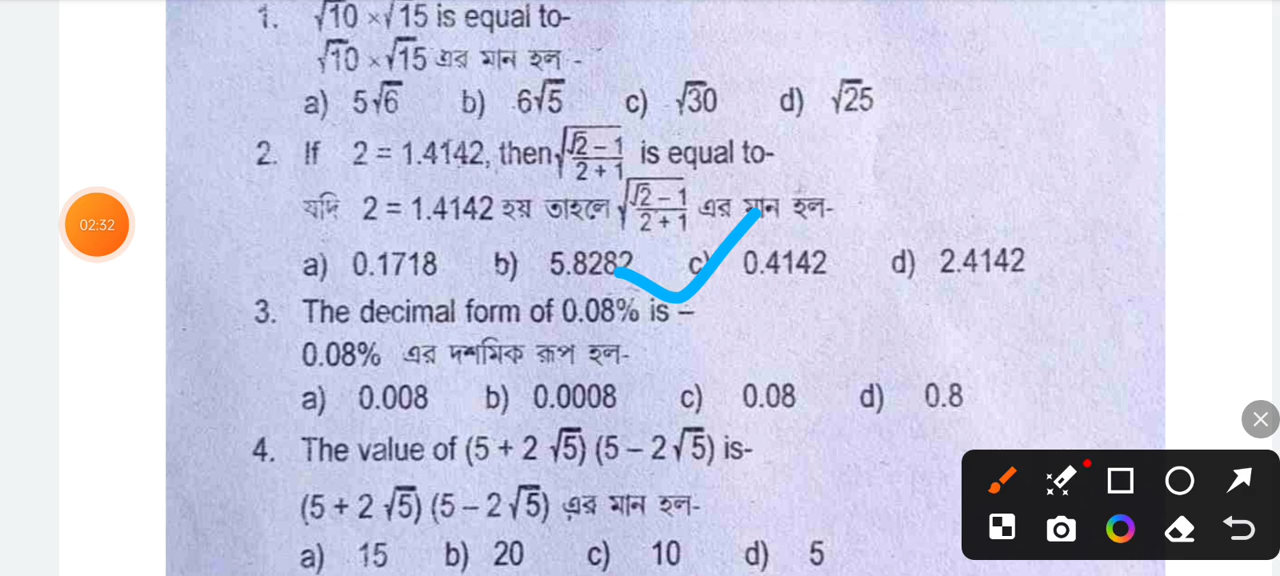 1. √10 ×√15 is equal to-
√10 ×√15 এর মান হল -
a) 5√6 b) 6√5 c) √30 d) √25
2. If 2 = 1.4142, then √(√2 – 1 / 2 + 1) is equal to-
যদি 2 = 1.4142 হয় তাহলে √(√2 – 1 / 2 + 1) এর মান হল-
a) 0.1718 b) 5.8282 c) 0.4142 d) 2.4142
02:32
3. The decimal form of 0.08% is –
0.08% এর দশমিক রূপ হল-
a) 0.008 b) 0.0008 c) 0.08 d) 0.8
4. The value of (5 + 2 √5) (5 – 2√5) is-
(5 + 2 √5) (5 – 2√5) এর মান হল-
a) 15 b) 20 c) 10 d) 5